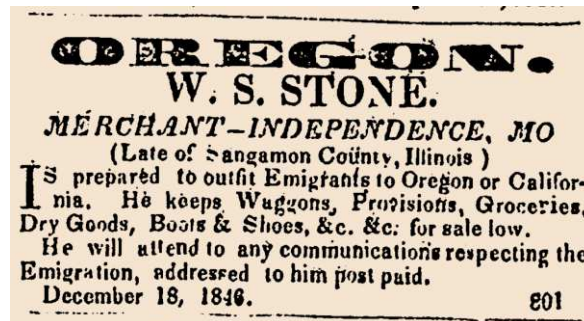 OREGON.
W. S. STONE.
MERCHANT-INDEPENDENCE, MO
(Late of Sangamon County, Illinois )
IS prepared to outfit Emigrants to Oregon or Califor-
nia. He keeps Waggons, Provisions, Groceries,
Dry Goods, Boots & Shoes, &c. &c. for sale low.
He will attend to any communications respecting the
Emigration, addressed to him post paid.
December 18, 1846. 801